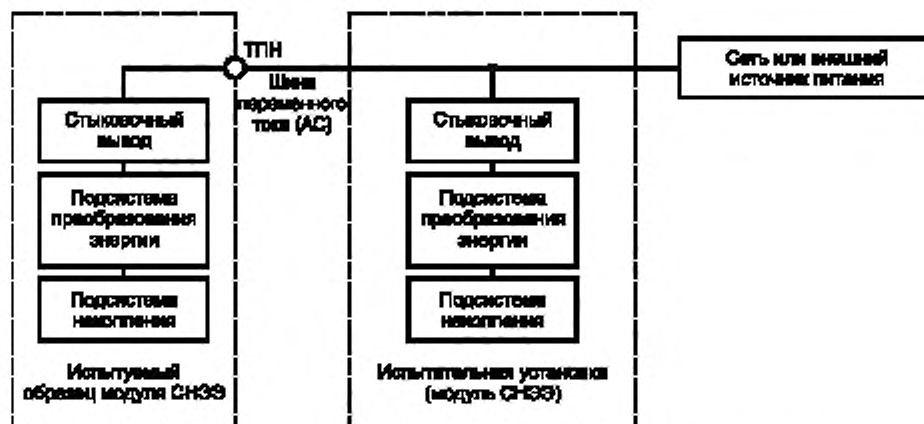 ТПН
Шина
переменного
тока (АС)
Сеть или внешний
источник питания
Стыковочный
вывод
Подсистема
преобразования
энергии
Подсистема
накопления
Испытуемый
образец модуля СНЭЭ
Стыковочный
вывод
Подсистема
преобразования
энергии
Подсистема
накопления
Испытательная установка
(модуль СНЭЭ)